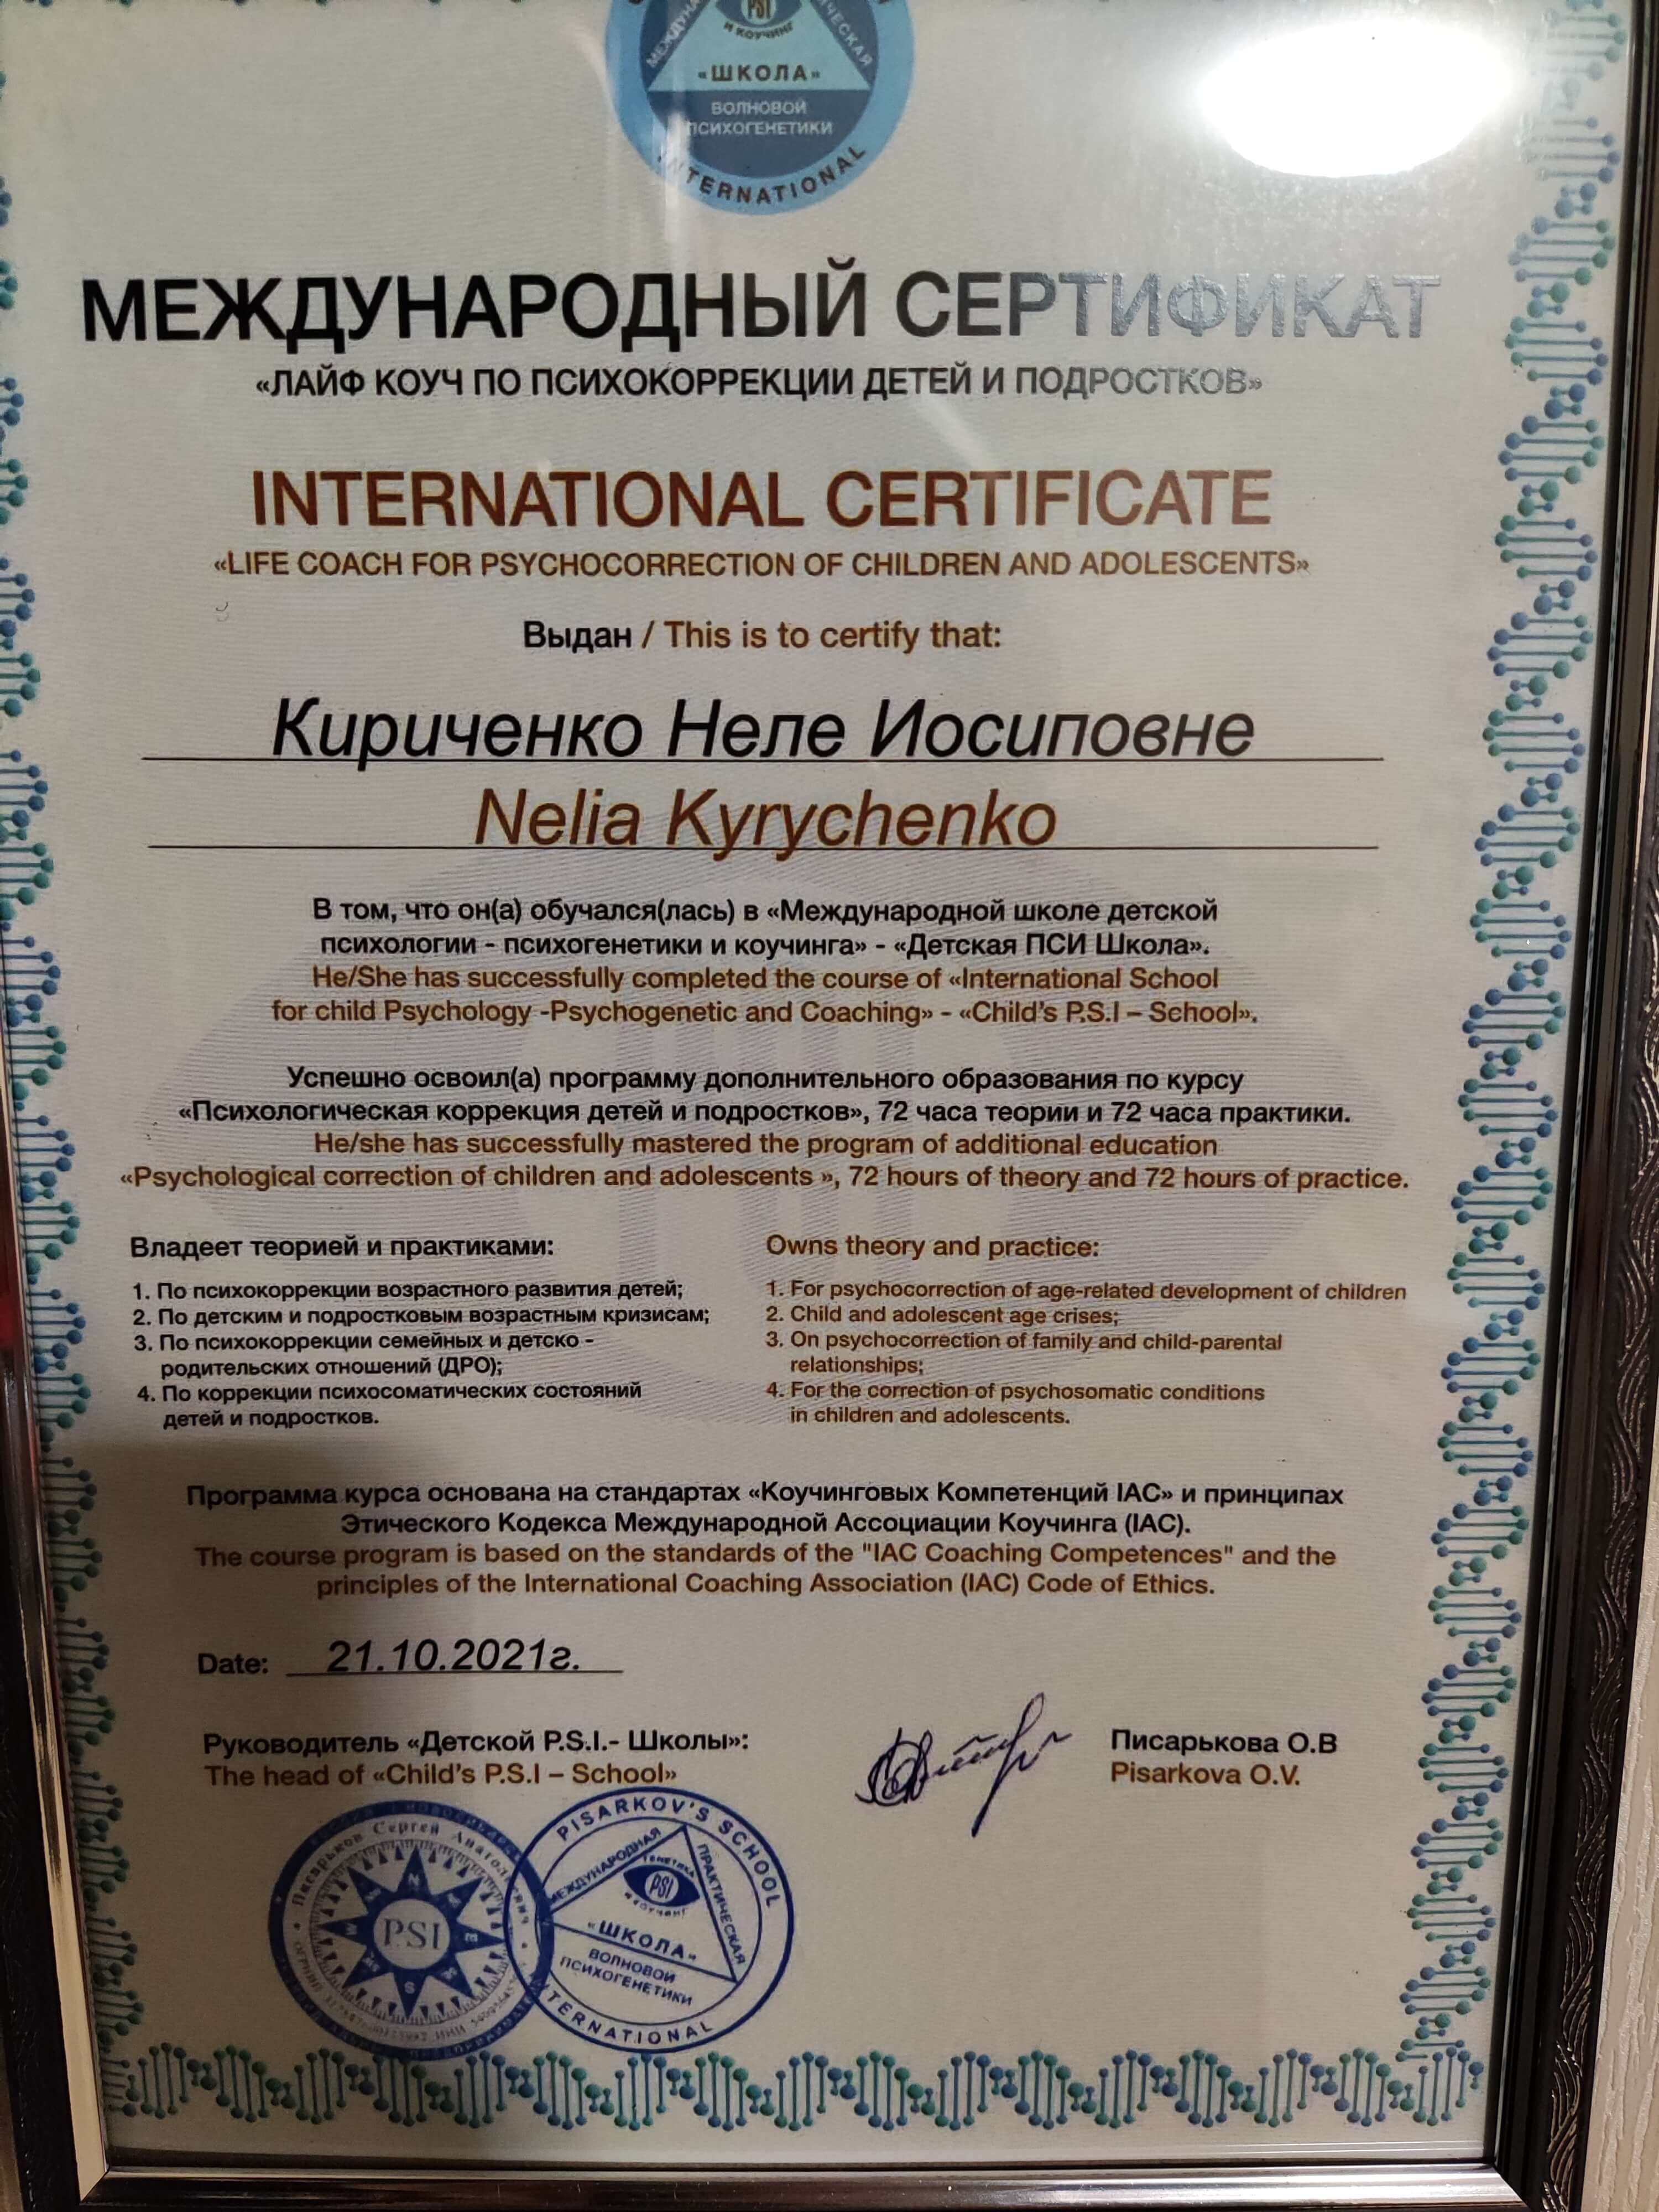 МЕЖДУНА
ИЧЕСКАЯ
PSI
И КОУЧИНГ
«ШКОЛА»
ВОЛНОВОЙ
ПСИХОГЕНЕТИКИ
INTERNATIONAL
МЕЖДУНАРОДНЫЙ СЕРТИФИКАТ
«ЛАЙФ КОУЧ ПО ПСИХОКОРРЕКЦИИ ДЕТЕЙ И ПОДРОСТКОВ»
INTERNATIONAL CERTIFICATE
«LIFE COACH FOR PSYCHOCORRECTION OF CHILDREN AND ADOLESCENTS»
Выдан / This is to certify that:
Кириченко Неле Иосиповне
Nelia Kyrychenko
В том, что он(а) обучался(лась) в «Международной школе детской
психологии - психогенетики и коучинга» - «Детская ПСИ Школа».
He/She has successfully completed the course of «International School
for child Psychology -Psychogenetic and Coaching» - «Child's P.S.I – School».
Успешно освоил(а) программу дополнительного образования по курсу
«Психологическая коррекция детей и подростков», 72 часа теории и 72 часа практики.
He/she has successfully mastered the program of additional education
«Psychological correction of children and adolescents », 72 hours of theory and 72 hours of practice.
Владеет теорией и практиками:
1. По психокоррекции возрастного развития детей;
2. По детским и подростковым возрастным кризисам;
3. По психокоррекции семейных и детско -
родительских отношений (ДРО);
4. По коррекции психосоматических состояний
детей и подростков.
Owns theory and practice:
1. For psychocorrection of age-related development of children
2. Child and adolescent age crises;
3. On psychocorrection of family and child-parental
relationships;
4. For the correction of psychosomatic conditions
in children and adolescents.
Программа курса основана на стандартах «Коучинговых Компетенций IAC» и принципах
Этического Кодекса Международной Ассоциации Коучинга (IAC).
The course program is based on the standards of the "IAC Coaching Competences" and the
principles of the International Coaching Association (IAC) Code of Ethics.
Date: 21.10.2021г.
Руководитель «Детской P.S.I.- Школы»:
The head of «Child's P.S.I – School»
Писарькова О.В
Pisarkova O.V.
Писарьков Сергей Анатольевич
PSI
PISARKOV'S SCHOOL
МЕЖДУНАРОДНАЯ
ПРАКТИЧЕСКАЯ
ГЕНЕТИКА
PSI
И КОУЧИНГ
«ШКОЛА»
ВОЛНОВОЙ
ПСИХОГЕНЕТИКИ
INTERNATIONAL